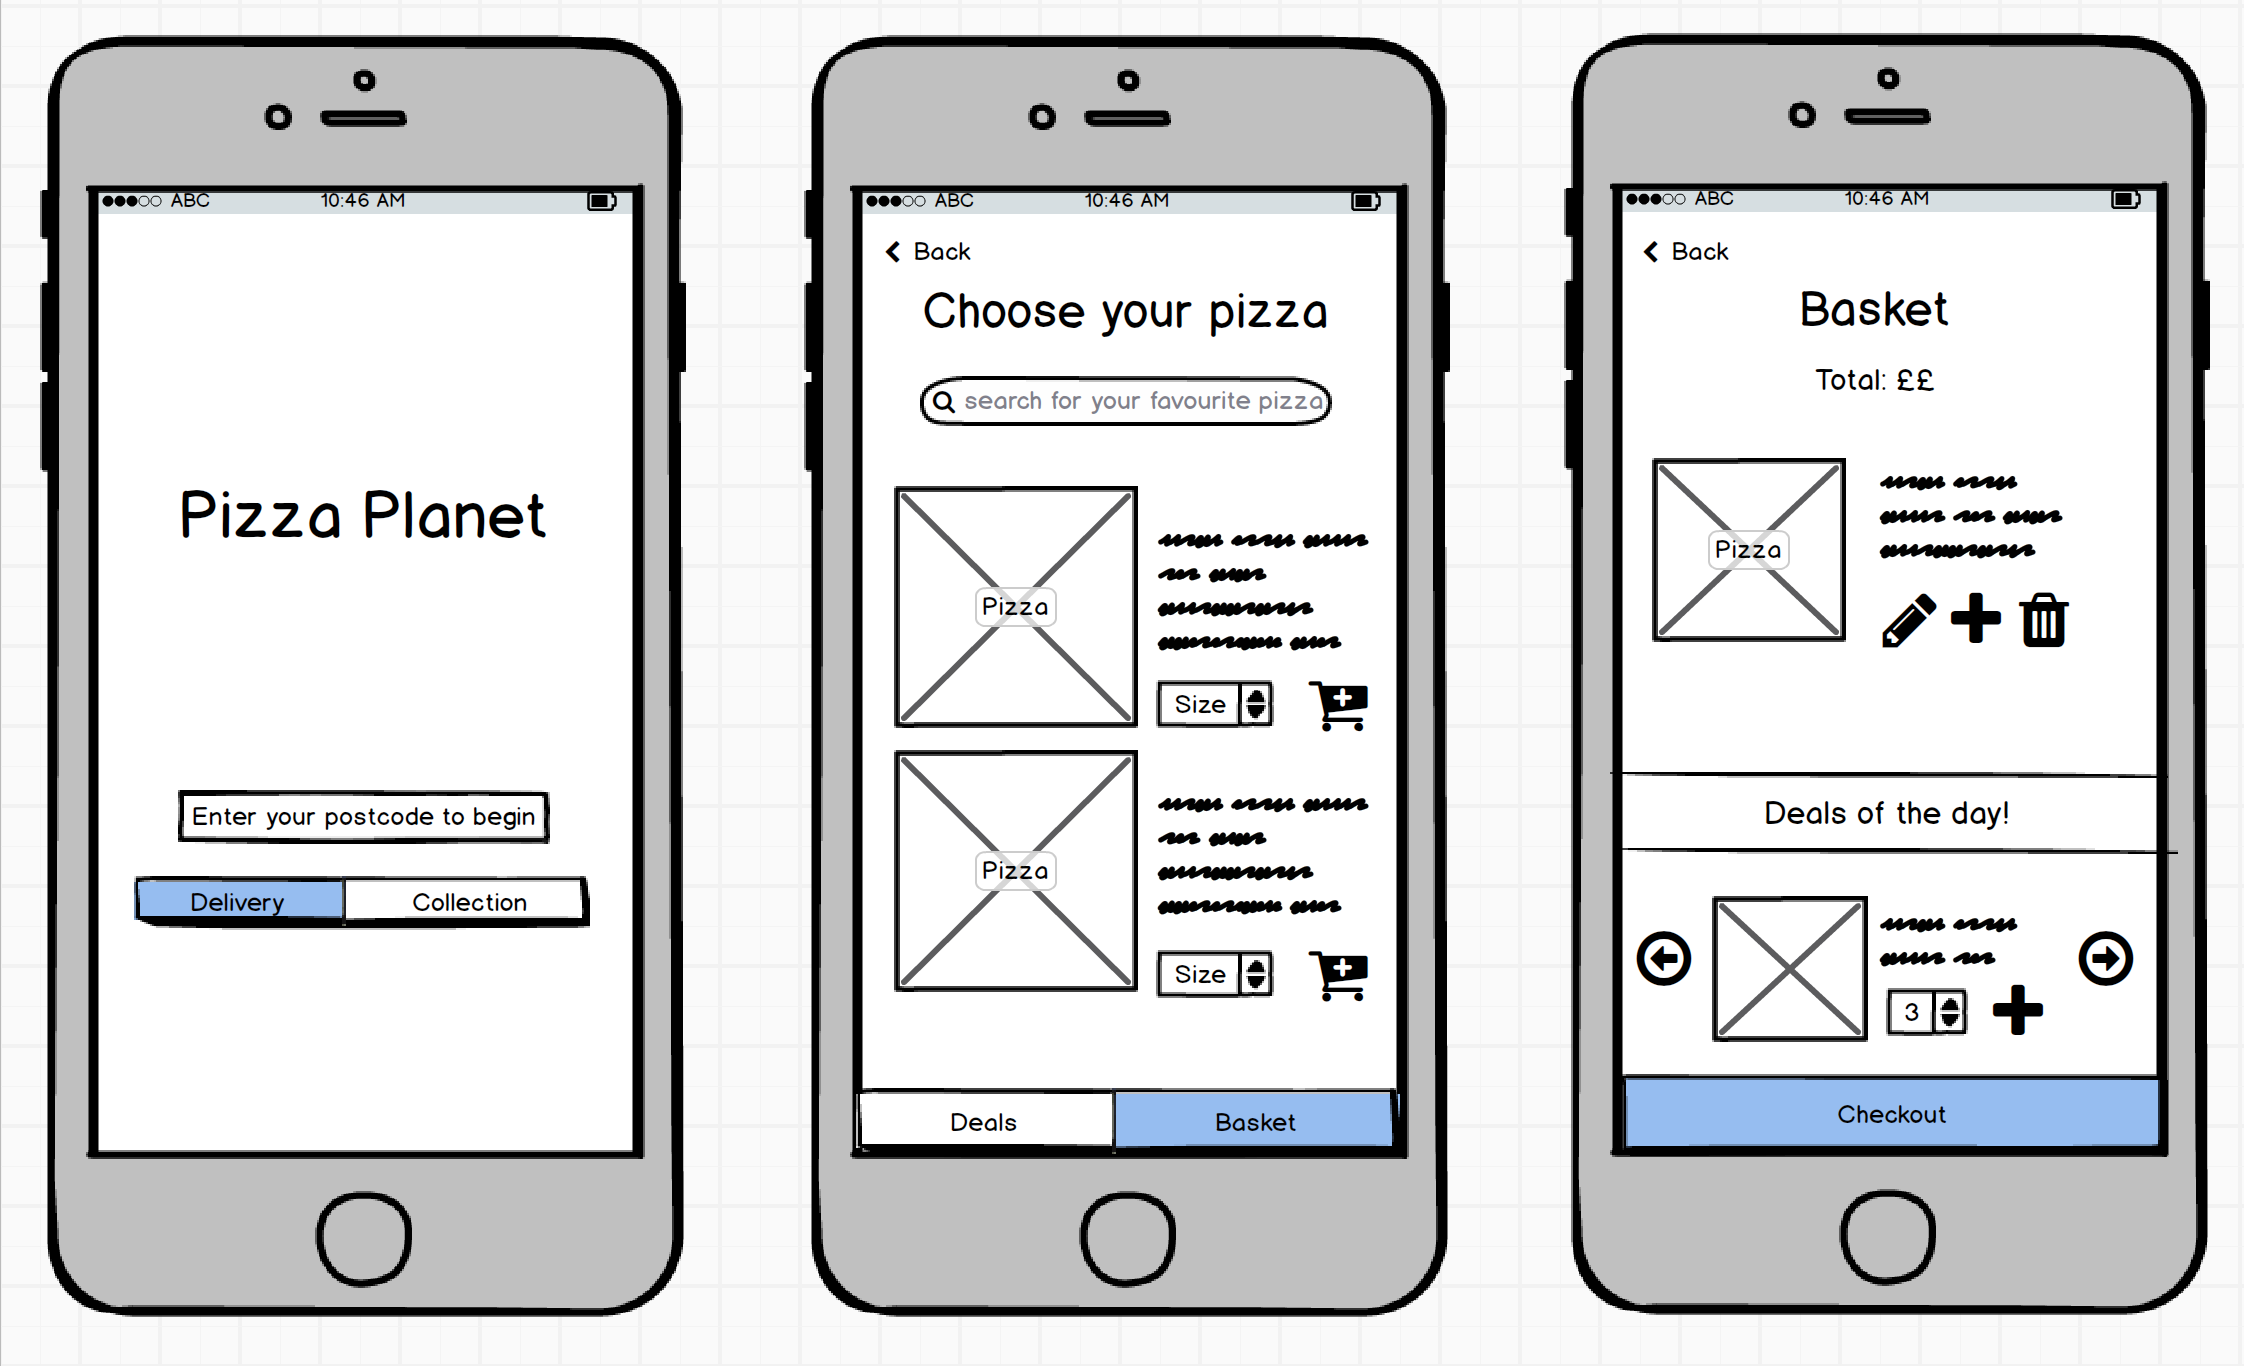 ABC 10:46 AM
Pizza Planet
Enter your postcode to begin
Delivery Collection
ABC 10:46 AM
Back
Choose your pizza
search for your favourite pizza
Pizza
Size
Pizza
Size
Deals Basket
ABC 10:46 AM
Back
Basket
Total: ££
Pizza
Deals of the day!
3
Checkout